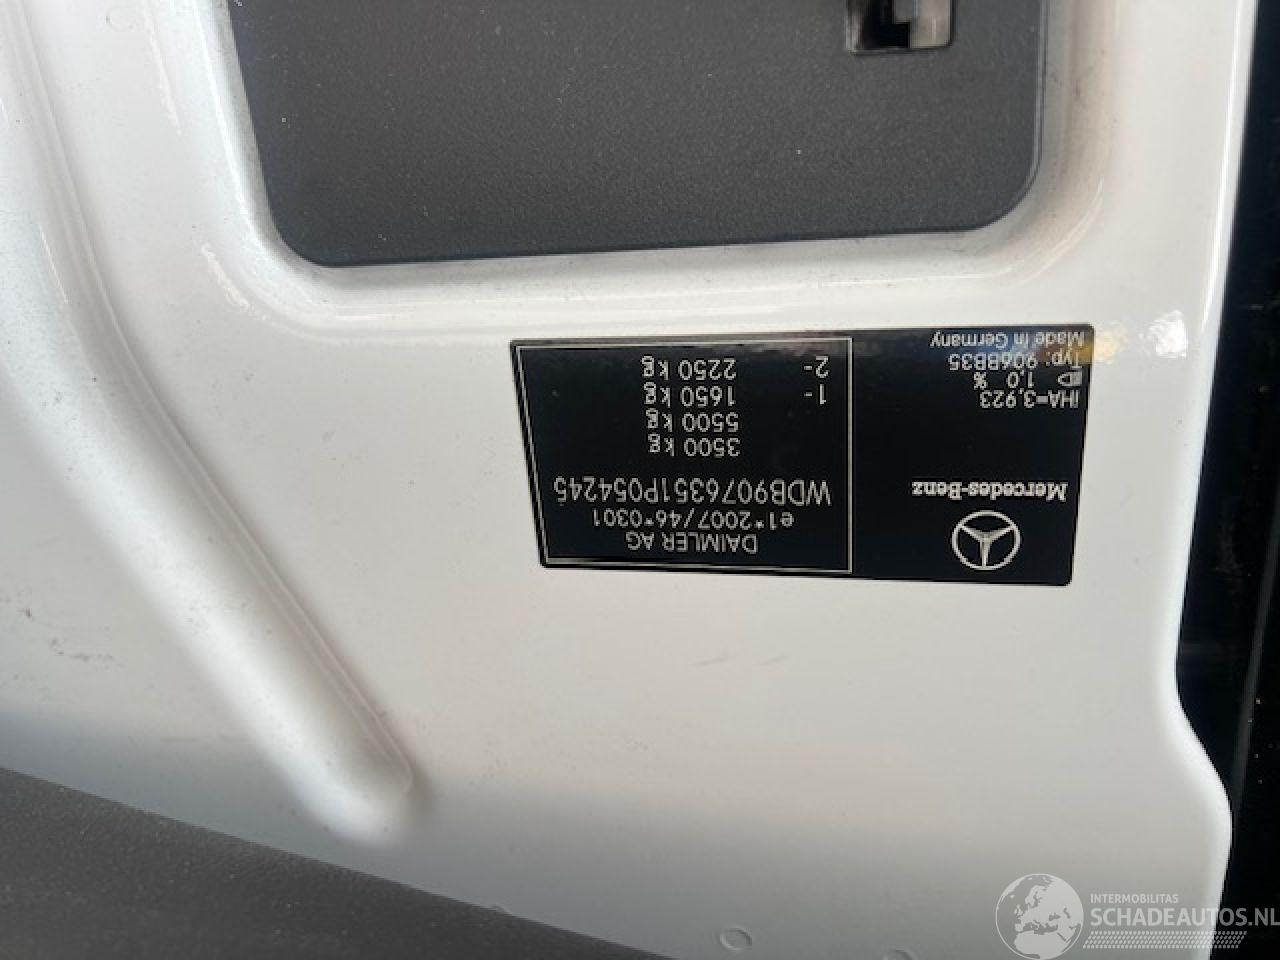 Mercedes-Benz
iHA=3,923
1,0 %
Typ: 906BB35
Made in Germany
DAIMLER AG
e1*2007/46*0301
WDB9076351P054245
3500 kg
5500 kg
1- 1650 kg
2- 2250 kg
INTERMOBILITAS
SCHADEAUTOS.NL